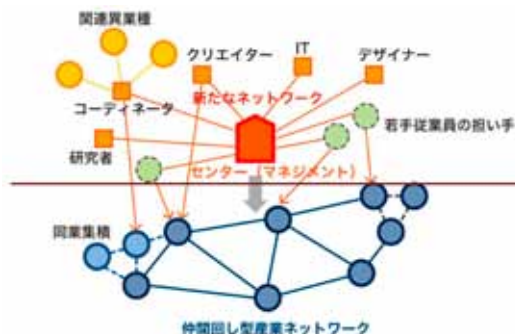 関連異業種
クリエイター
IT
デザイナー
コーディネータ
新たなネットワーク
若手従業員の担い手
研究者
センター（マネジメント）
同業集積
仲間回し型産業ネットワーク